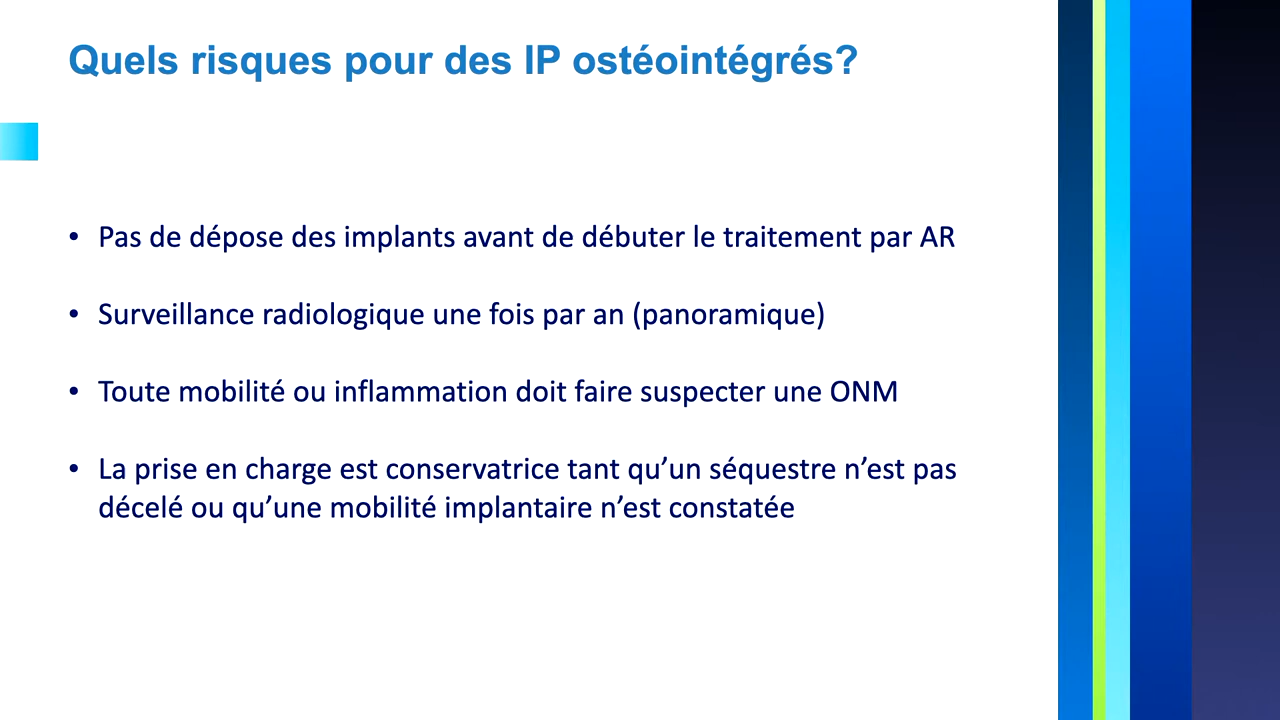 Quels risques pour des IP ostéointégrés?
• Pas de dépose des implants avant de débuter le traitement par AR
• Surveillance radiologique une fois par an (panoramique)
• Toute mobilité ou inflammation doit faire suspecter une ONM
• La prise en charge est conservatrice tant qu’un séquestre n’est pas
décelé ou qu’une mobilité implantaire n’est constatée